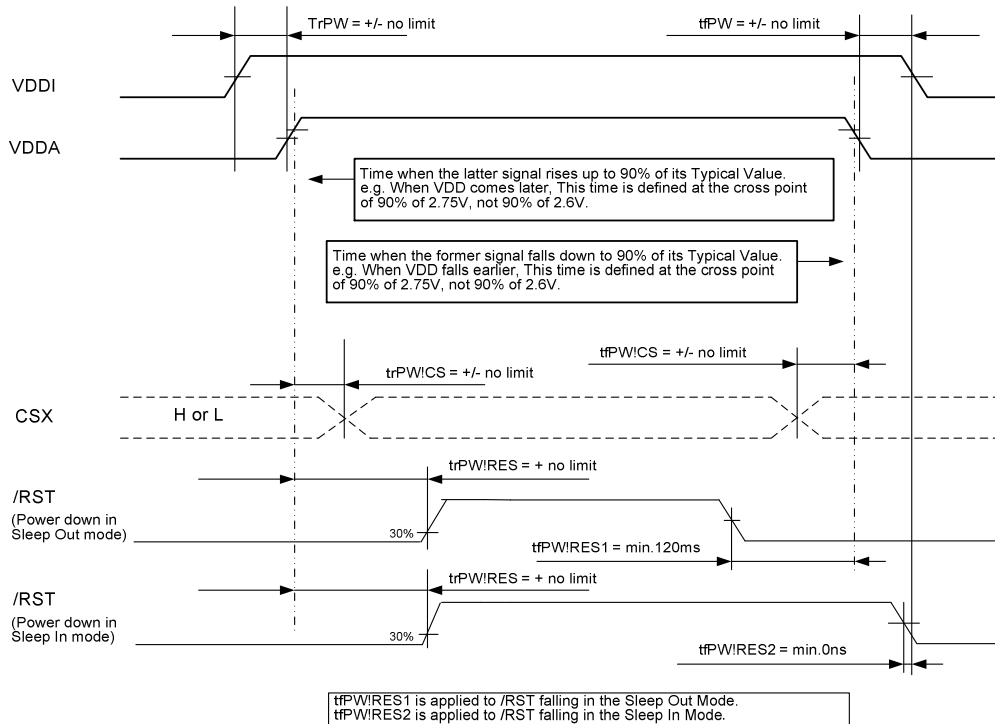 TrPW = +/- no limit
tfPW = +/- no limit
VDDI
VDDA
Time when the latter signal rises up to 90% of its Typical Value.
e.g. When VDD comes later, This time is defined at the cross point
of 90% of 2.75V, not 90% of 2.6V.
Time when the former signal falls down to 90% of its Typical Value.
e.g. When VDD falls earlier, This time is defined at the cross point
of 90% of 2.75V, not 90% of 2.6V.
tfPW!CS = +/- no limit
trPW!CS = +/- no limit
CSX
H or L
trPW!RES = + no limit
/RST
(Power down in
Sleep Out mode)
30%
tfPW!RES1 = min.120ms
trPW!RES = + no limit
/RST
(Power down in
Sleep In mode)
30%
tfPW!RES2 = min.0ns
tfPW!RES1 is applied to /RST falling in the Sleep Out Mode.
tfPW!RES2 is applied to /RST falling in the Sleep In Mode.